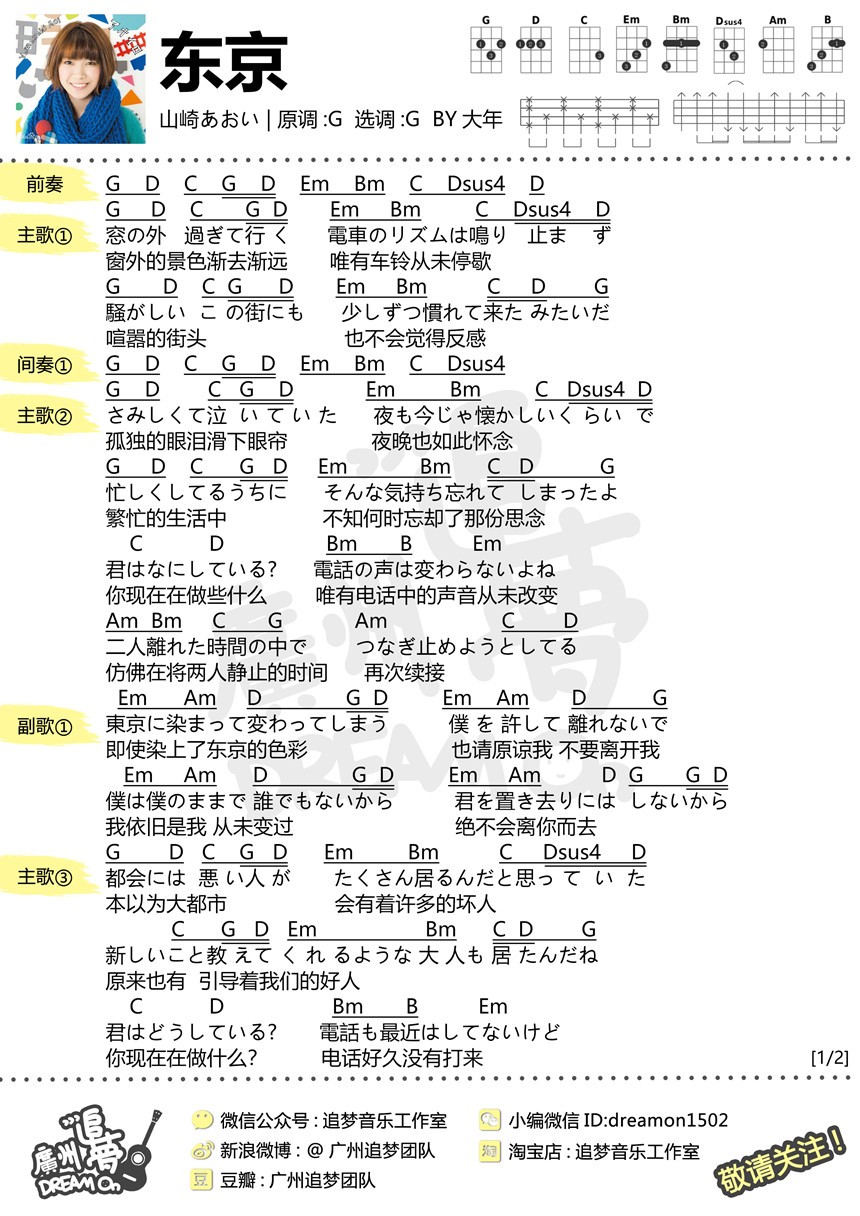 东京
山崎あおい | 原调 :G 选调 :G BY 大年
G D C Em Bm Dsus4 Am B
前奏 G D C G D Em Bm C Dsus4 D
G D C G D Em Bm C Dsus4 D
主歌① 窓の外 過ぎて行 く 電車のリズムは鳴り 止ま ず
窗外的景色渐去渐远 唯有车铃从未停歇
G D C G D Em Bm C D G
騒がしい こ の街にも 少しずつ慣れて来た みたいだ
喧嚣的街头 也不会觉得反感
间奏① G D C G D Em Bm C Dsus4
G D C G D Em Bm C Dsus4 D
主歌② さみしくて泣 い て い た 夜も今じゃ懐かしいく らい で
孤独的眼泪滑下眼帘 夜晚也如此怀念
G D C G D Em Bm C D G
忙しくしてるうちに そんな気持ち忘れて しまったよ
繁忙的生活中 不知何时忘却了那份思念
C D Bm B Em
君はなにしている? 電話の声は変わらないよね
你现在在做些什么 唯有电话中的声音从未改变
Am Bm C G Am C D
二人離れた時間の中で つなぎ止めようとしてる
仿佛在将两人静止的时间 再次续接
Em Am D G D Em Am D G
副歌① 東京に染まって変わってしまう 僕 を 許して 離れないで
即使染上了东京的色彩 也请原谅我 不要离开我
Em Am D G D Em Am D G G D
僕は僕のままで 誰でもないから 君を置き去りには しないから
我依旧是我 从未变过 绝不会离你而去
G D C G D Em Bm C Dsus4 D
主歌③ 都会には 悪 い 人 が たくさん居るんだと思っ て い た
本以为大都市 会有着许多的坏人
C G D Em Bm C D G
新しいこと教 えて く れ るような 大 人も 居 たんだね
原来也有 引导着我们的好人
C D Bm B Em
君はどうしている? 電話も最近はしてないけど
你现在在做什么? 电话好久没有打来
[1/2]
追梦
廣州
DREAM On
微信公众号 : 追梦音乐工作室
新浪微博 : @ 广州追梦团队
豆 豆瓣 : 广州追梦团队
小编微信 ID:dreamon1502
淘 淘宝店 : 追梦音乐工作室
敬请关注!